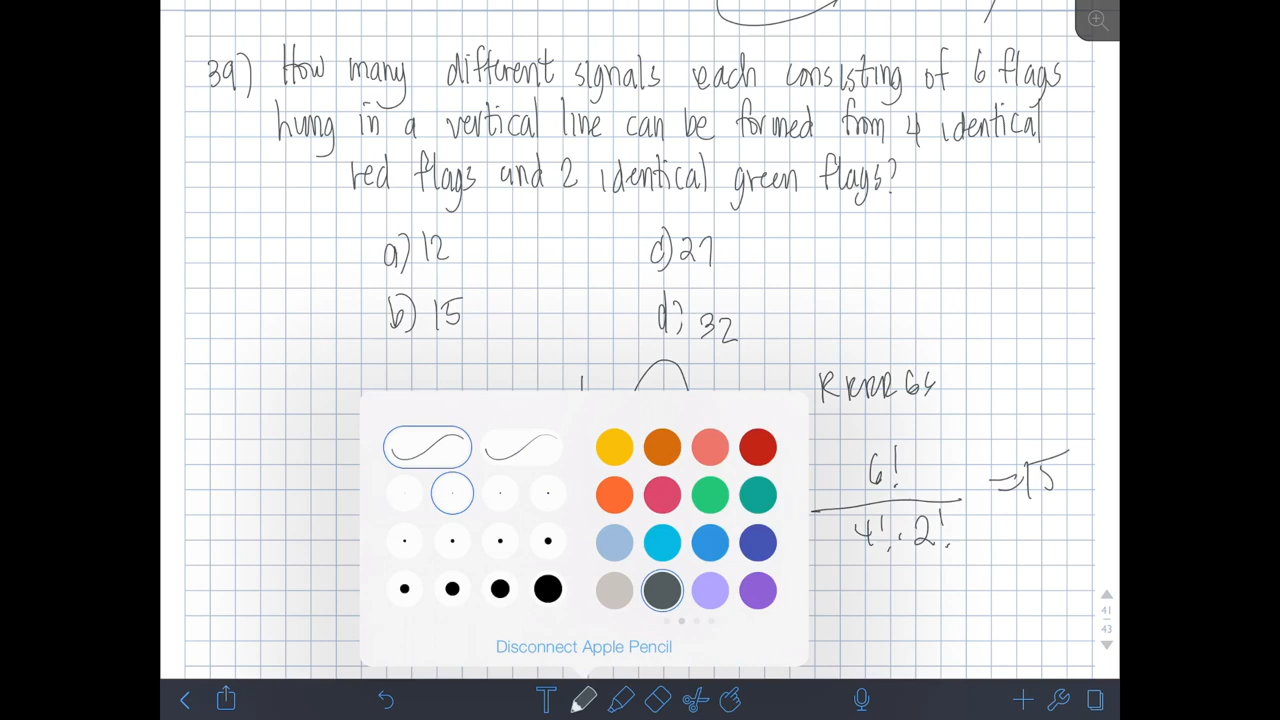 39) How many different signals each consisting of 6 flags
hung in a vertical line can be formed from 4 identical
red flags and 2 identical green flags?
a) 12
c) 27
b) 15
d) 32
RRRRGG
6!
4! . 2!
=> 15
Disconnect Apple Pencil
41
43
T